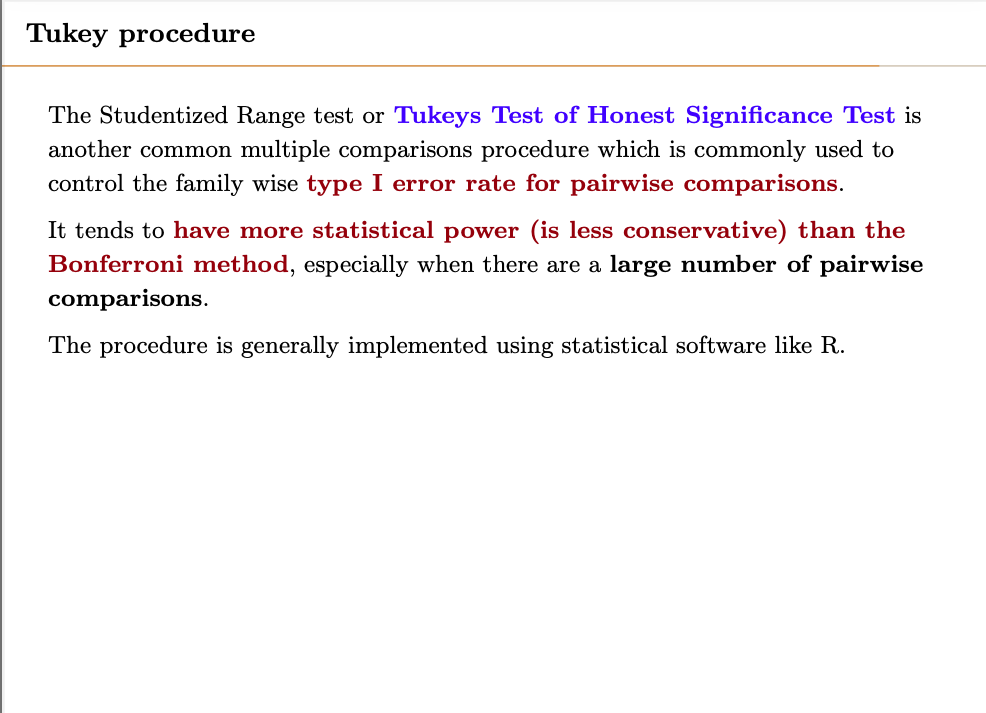 Tukey procedure
The Studentized Range test or Tukeys Test of Honest Significance Test is
another common multiple comparisons procedure which is commonly used to
control the family wise type I error rate for pairwise comparisons.
It tends to have more statistical power (is less conservative) than the
Bonferroni method, especially when there are a large number of pairwise
comparisons.
The procedure is generally implemented using statistical software like R.